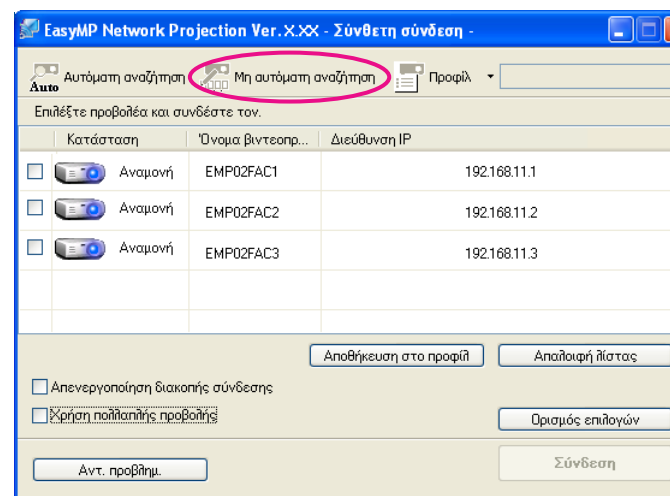 EasyMP Network Projection Ver.X.XX - Σύνθετη σύνδεση -
Auto Αυτόματη αναζήτηση Μη αυτόματη αναζήτηση Προφίλ
Επιλέξτε προβολέα και συνδέστε τον.
Κατάσταση Όνομα βιντεοπρ... Διεύθυνση IP
Αναμονή EMP02FAC1 192.168.11.1
Αναμονή EMP02FAC2 192.168.11.2
Αναμονή EMP02FAC3 192.168.11.3
Αποθήκευση στο προφίλ Απαλοιφή λίστας
Απενεργοποίηση διακοπής σύνδεσης
Χρήση πολλαπλής προβολής
Ορισμός επιλογών
Αντ. προβλημ. Σύνδεση